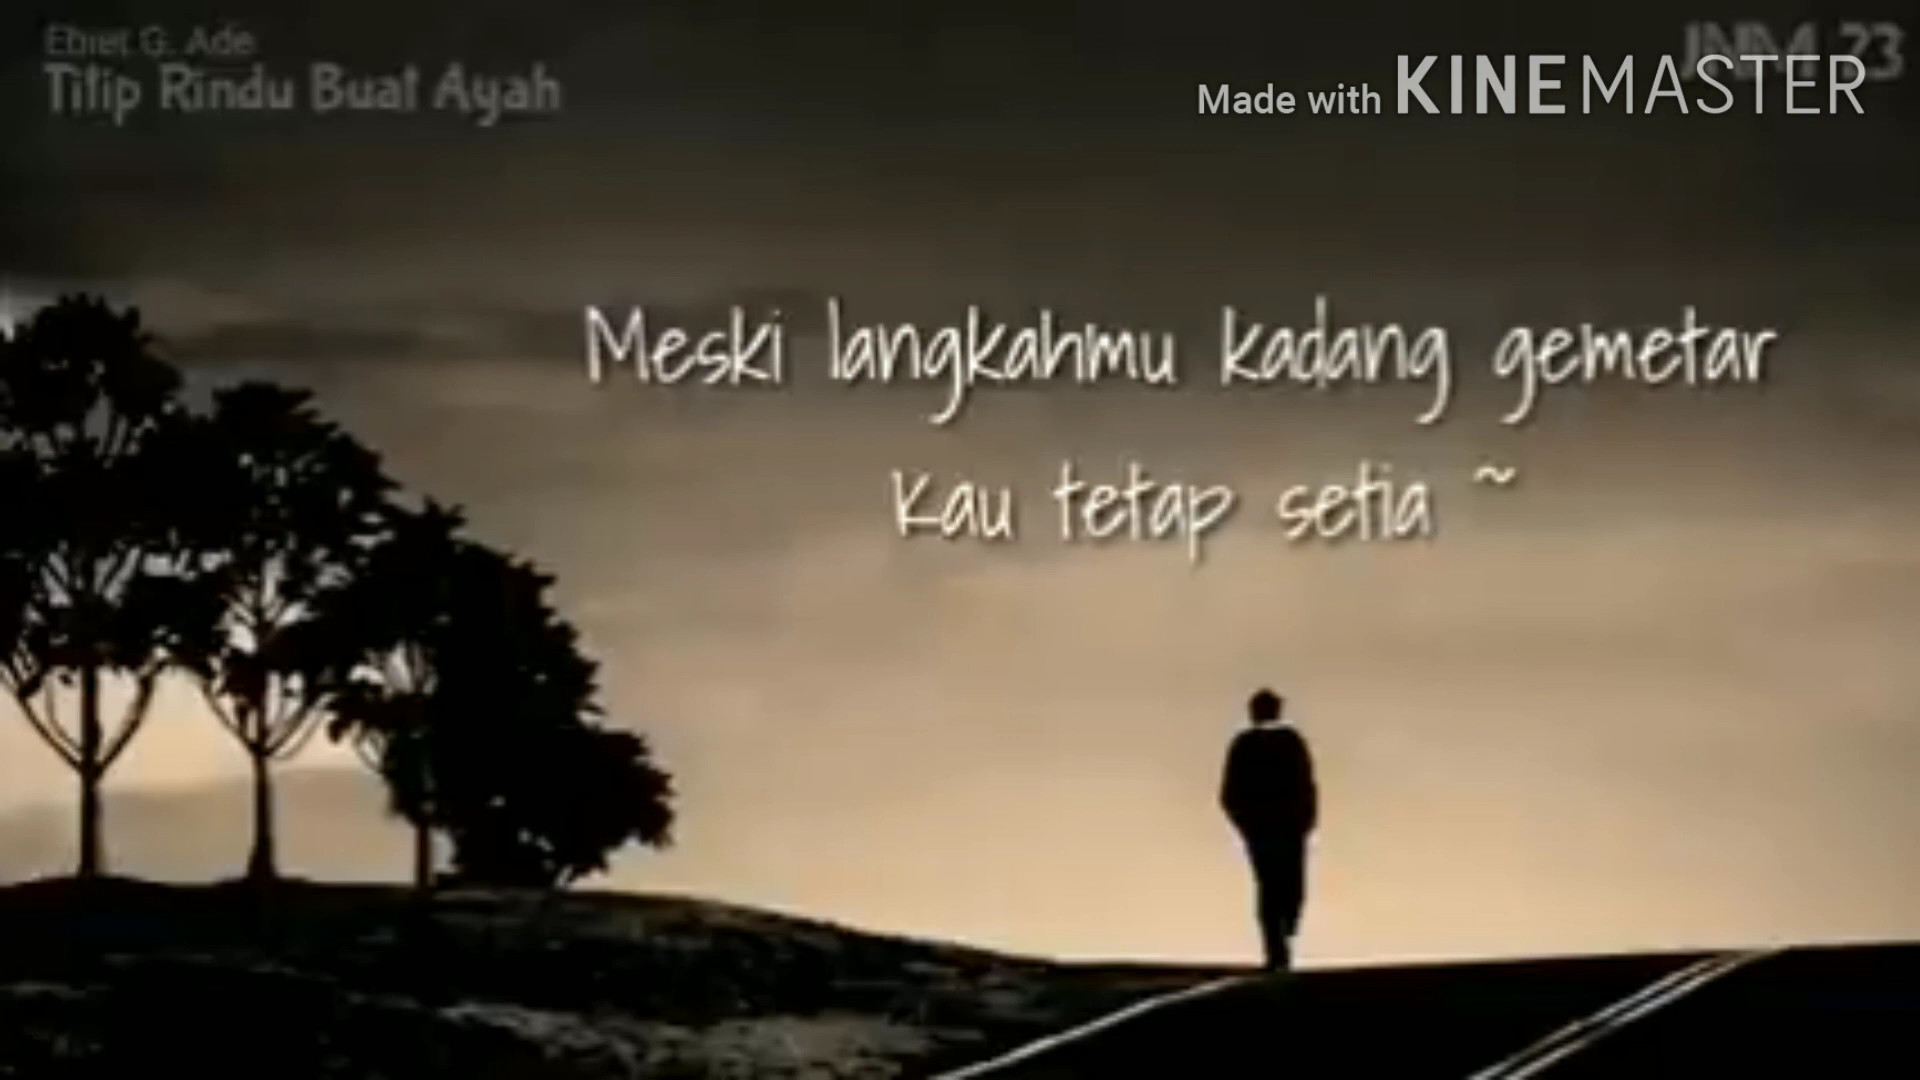 Ebiet G. Ade
Titip Rindu Buat Ayah
Made with KINEMASTER
Meski langkahmu kadang gemetar
Kau tetap setia ~